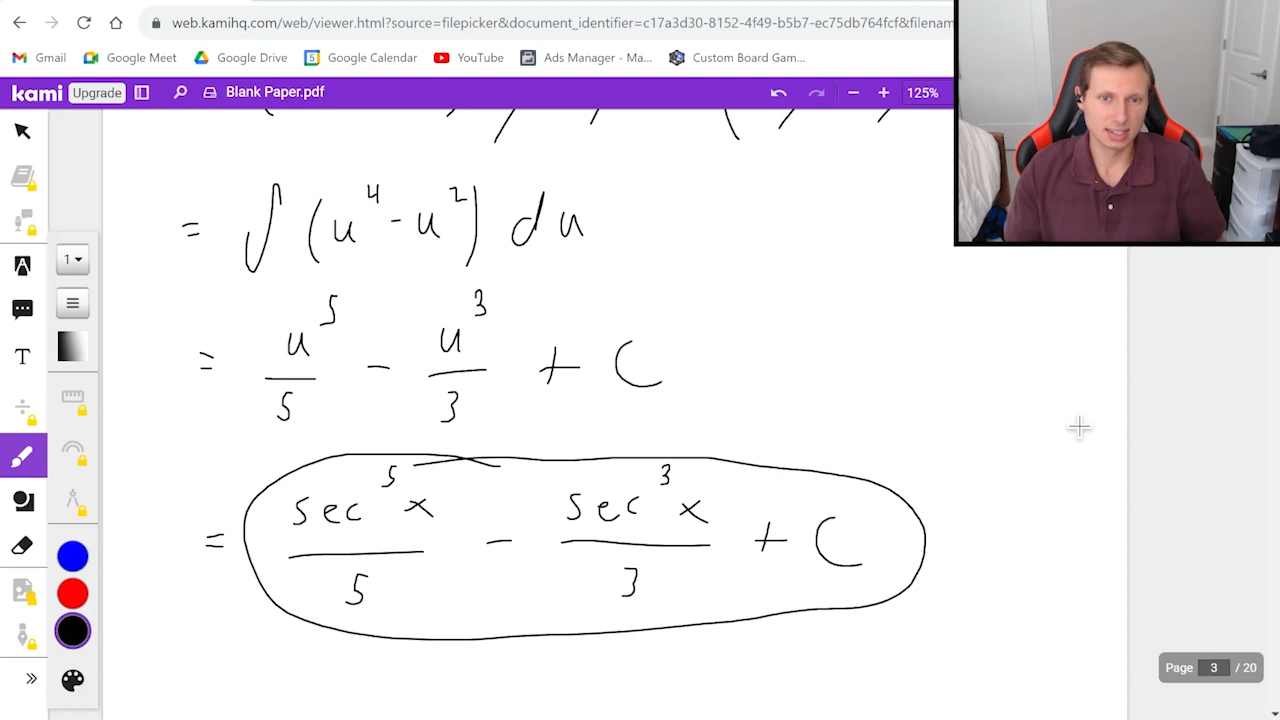 web.kamihq.com/web/viewer.html?source=filepicker&document_identifier=c17a3d30-8152-4f49-b5b7-ec75db764fcf&filenam
Gmail Google Meet Google Drive 5 Google Calendar YouTube Ads Manager - Ma... Custom Board Gam...
kami Upgrade Blank Paper.pdf 125%
= ∫ (u⁴ - u²) du
1
= u⁵/5 - u³/3 + C
A
T
= sec⁵x/5 - sec³x/3 + C
Page 3 / 20